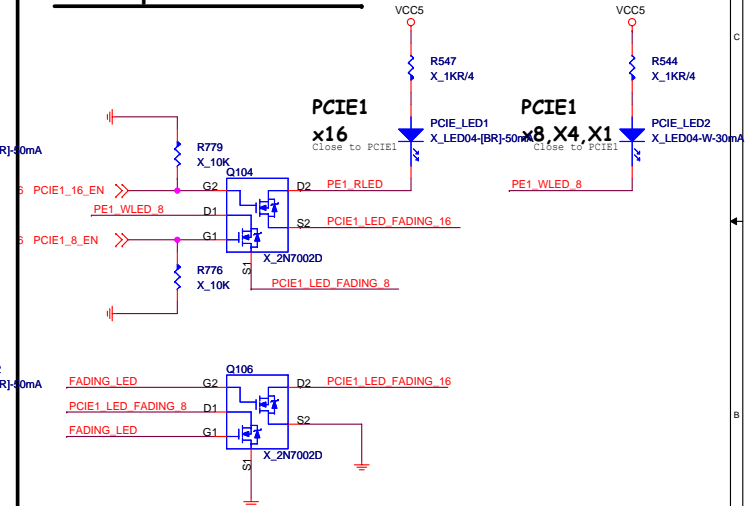 VCC5
VCC5
C
R547
X_1KR/4
R544
X_1KR/4
PCIE1
x16
Close to PCIE1
PCIE_LED1
X_LED04-[BR]-50mA
PCIE1
x8,X4,X1
Close to PCIE1
PCIE_LED2
X_LED04-W-30mA
R]-50mA
R779
X_10K
Q104
6 PCIE1_16_EN
G2
D2
PE1_RLED
PE1_WLED_8
PE1_WLED_8
D1
S2
PCIE1_LED_FADING_16
6 PCIE1_8_EN
G1
S1
X_2N7002D
R776
X_10K
PCIE1_LED_FADING_8
2
R]-50mA
Q106
FADING_LED
G2
D2
PCIE1_LED_FADING_16
PCIE1_LED_FADING_8
D1
S2
B
FADING_LED
G1
S1
X_2N7002D